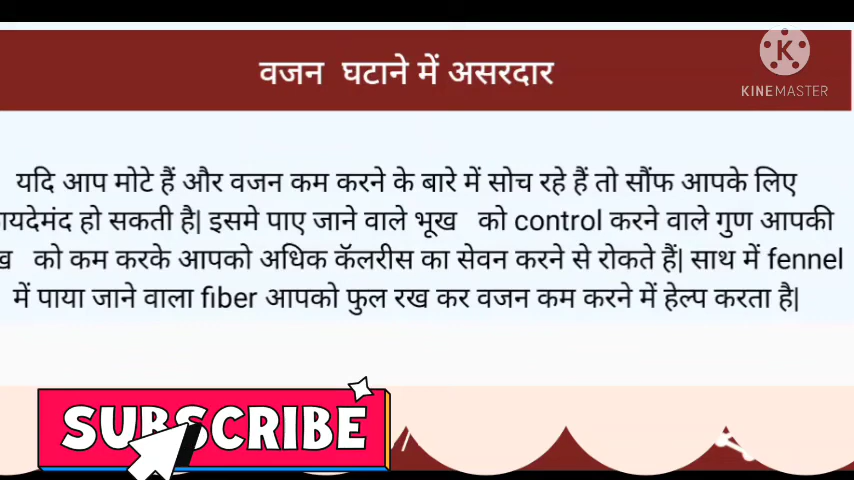 वजन घटाने में असरदार
KINEMASTER
यदि आप मोटे हैं और वजन कम करने के बारे में सोच रहे हैं तो सौंफ आपके लिए
हो सकती है| इसमे पाए जाने वाले भूख को control करने वाले गुण आपकी
को कम करके आपको अधिक कॅलरीस का सेवन करने से रोकते हैं| साथ में fennel
में पाया जाने वाला fiber आपको फुल रख कर वजन कम करने में हेल्प करता है|
SUBSCRIBE